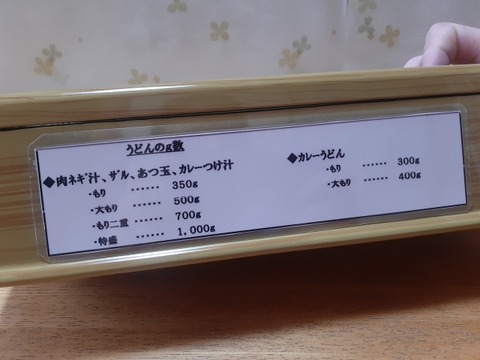 うどんのg数
◆肉ネギ汁、ザル、あつ玉、カレーつけ汁
・もり ‥‥‥ 350g
・大もり ‥‥‥ 500g
・もり二重 ‥‥‥ 700g
・特盛 ‥‥‥ 1,000g
◆カレーうどん
・もり ‥‥‥ 300g
・大もり ‥‥‥ 400g